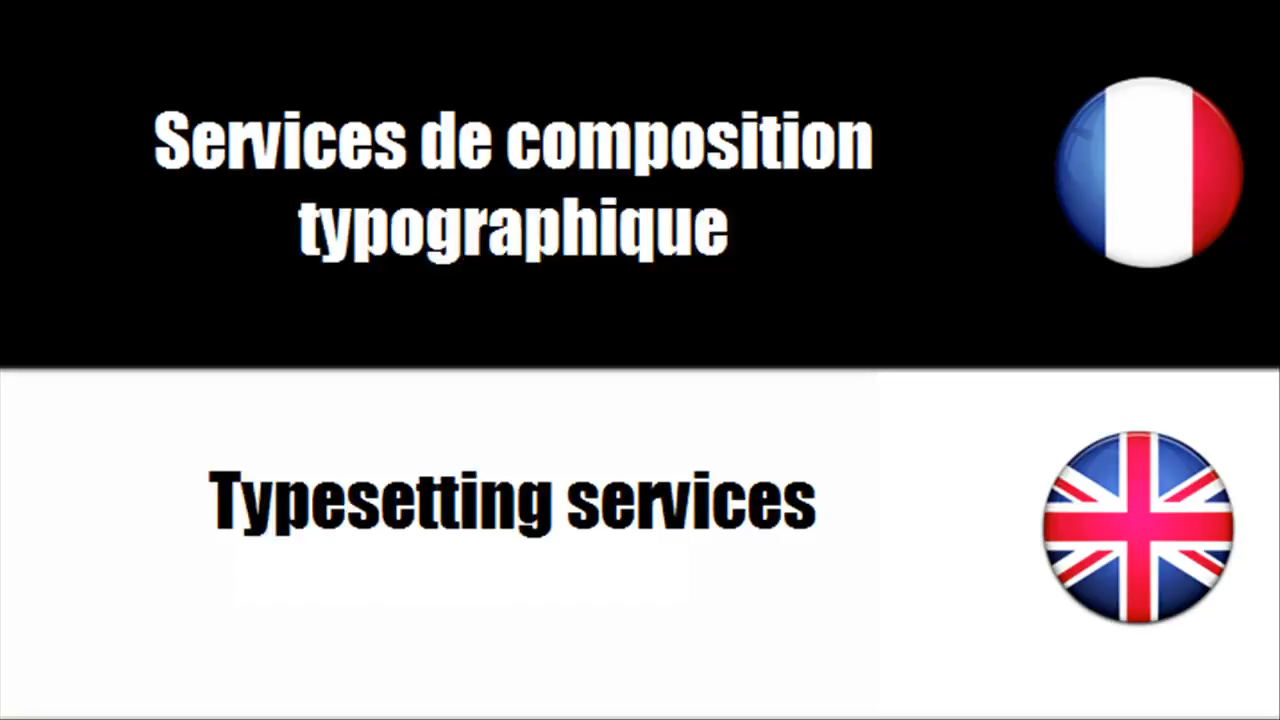 Services de composition
typographique
Typesetting services